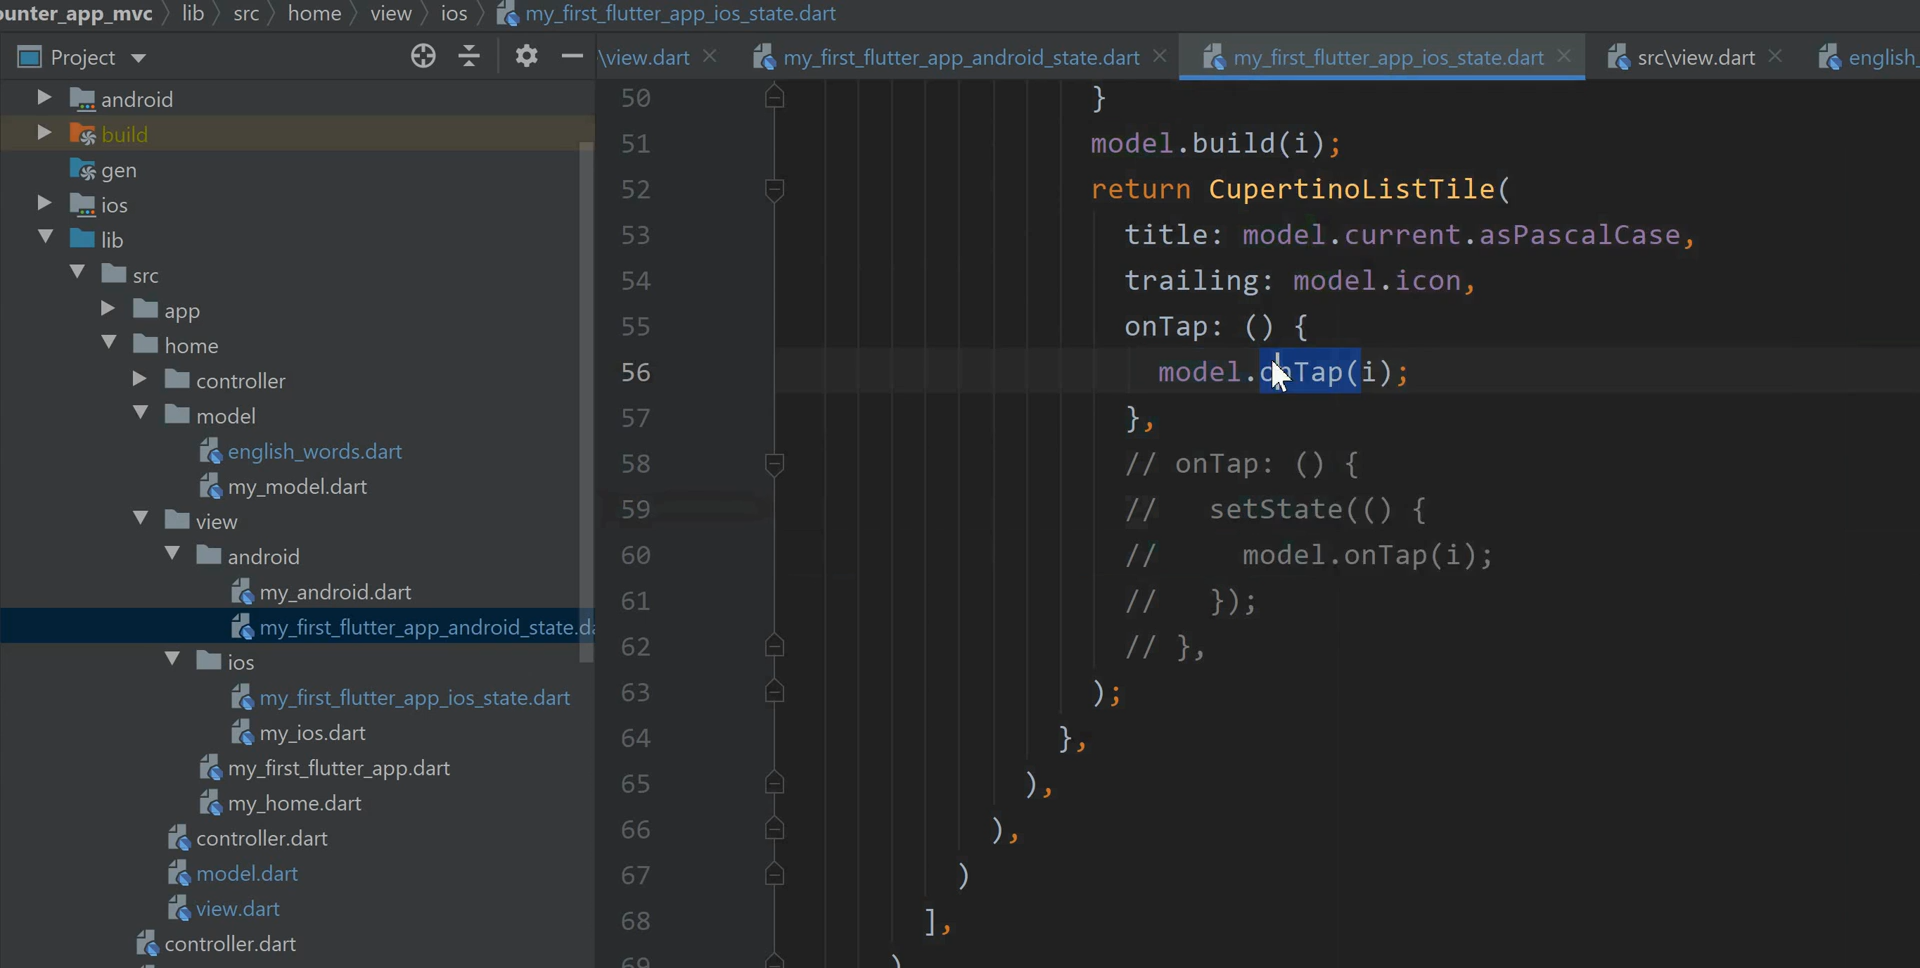 ounter_app_mvc lib src home view ios my_first_flutter_app_ios_state.dart
Project
\view.dart my_first_flutter_app_android_state.dart my_first_flutter_app_ios_state.dart src\view.dart english_
android
build
gen
ios
lib
src
app
home
controller
model
english_words.dart
my_model.dart
view
android
my_android.dart
my_first_flutter_app_android_state.da
ios
my_first_flutter_app_ios_state.dart
my_ios.dart
my_first_flutter_app.dart
my_home.dart
controller.dart
model.dart
view.dart
controller.dart
50 }
51 model.build(i);
52 return CupertinoListTile(
53 title: model.current.asPascalCase,
54 trailing: model.icon,
55 onTap: () {
56 model.onTap(i);
57 },
58 // onTap: () {
59 // setState(() {
60 // model.onTap(i);
61 // });
62 // },
63 );
64 },
65 ),
66 ),
67 )
68 ],
69 )